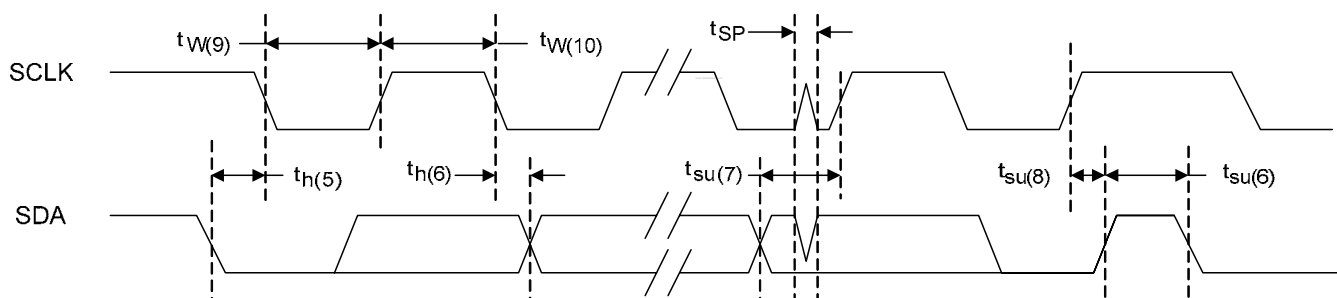 tW(9)
tW(10)
tSP
SCLK
th(5)
th(6)
tsu(7)
tsu(8)
tsu(6)
SDA